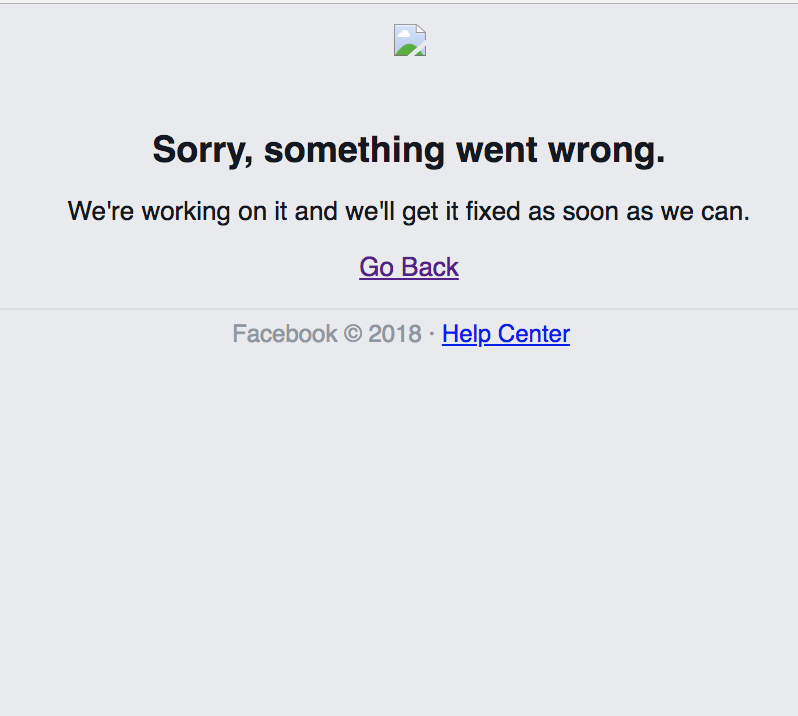 Sorry, something went wrong.
We're working on it and we'll get it fixed as soon as we can.
Go Back
Facebook © 2018 · Help Center